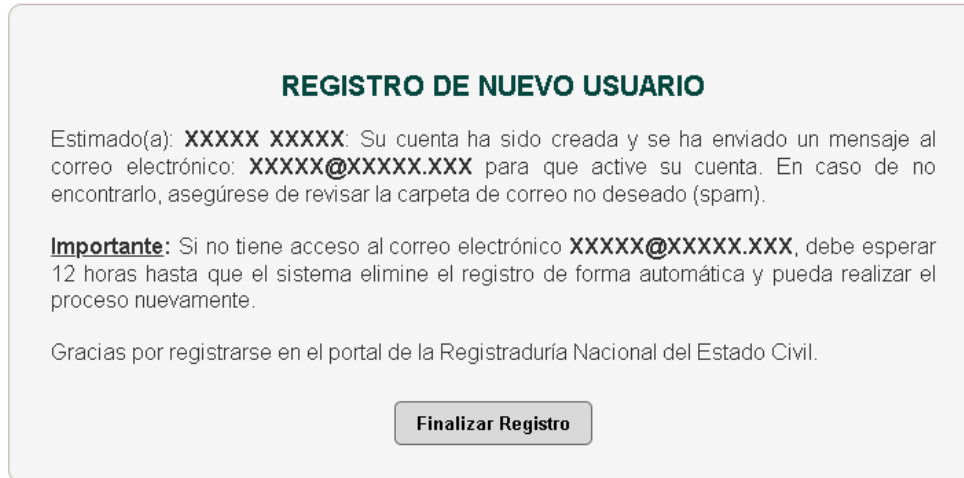 REGISTRO DE NUEVO USUARIO
Estimado(a): XXXXX XXXXX: Su cuenta ha sido creada y se ha enviado un mensaje al
correo electrónico: XXXXX@XXXXX.XXX para que active su cuenta. En caso de no
encontrarlo, asegúrese de revisar la carpeta de correo no deseado (spam).
Importante: Si no tiene acceso al correo electrónico XXXXX@XXXXX.XXX, debe esperar
12 horas hasta que el sistema elimine el registro de forma automática y pueda realizar el
proceso nuevamente.
Gracias por registrarse en el portal de la Registraduría Nacional del Estado Civil.
Finalizar Registro